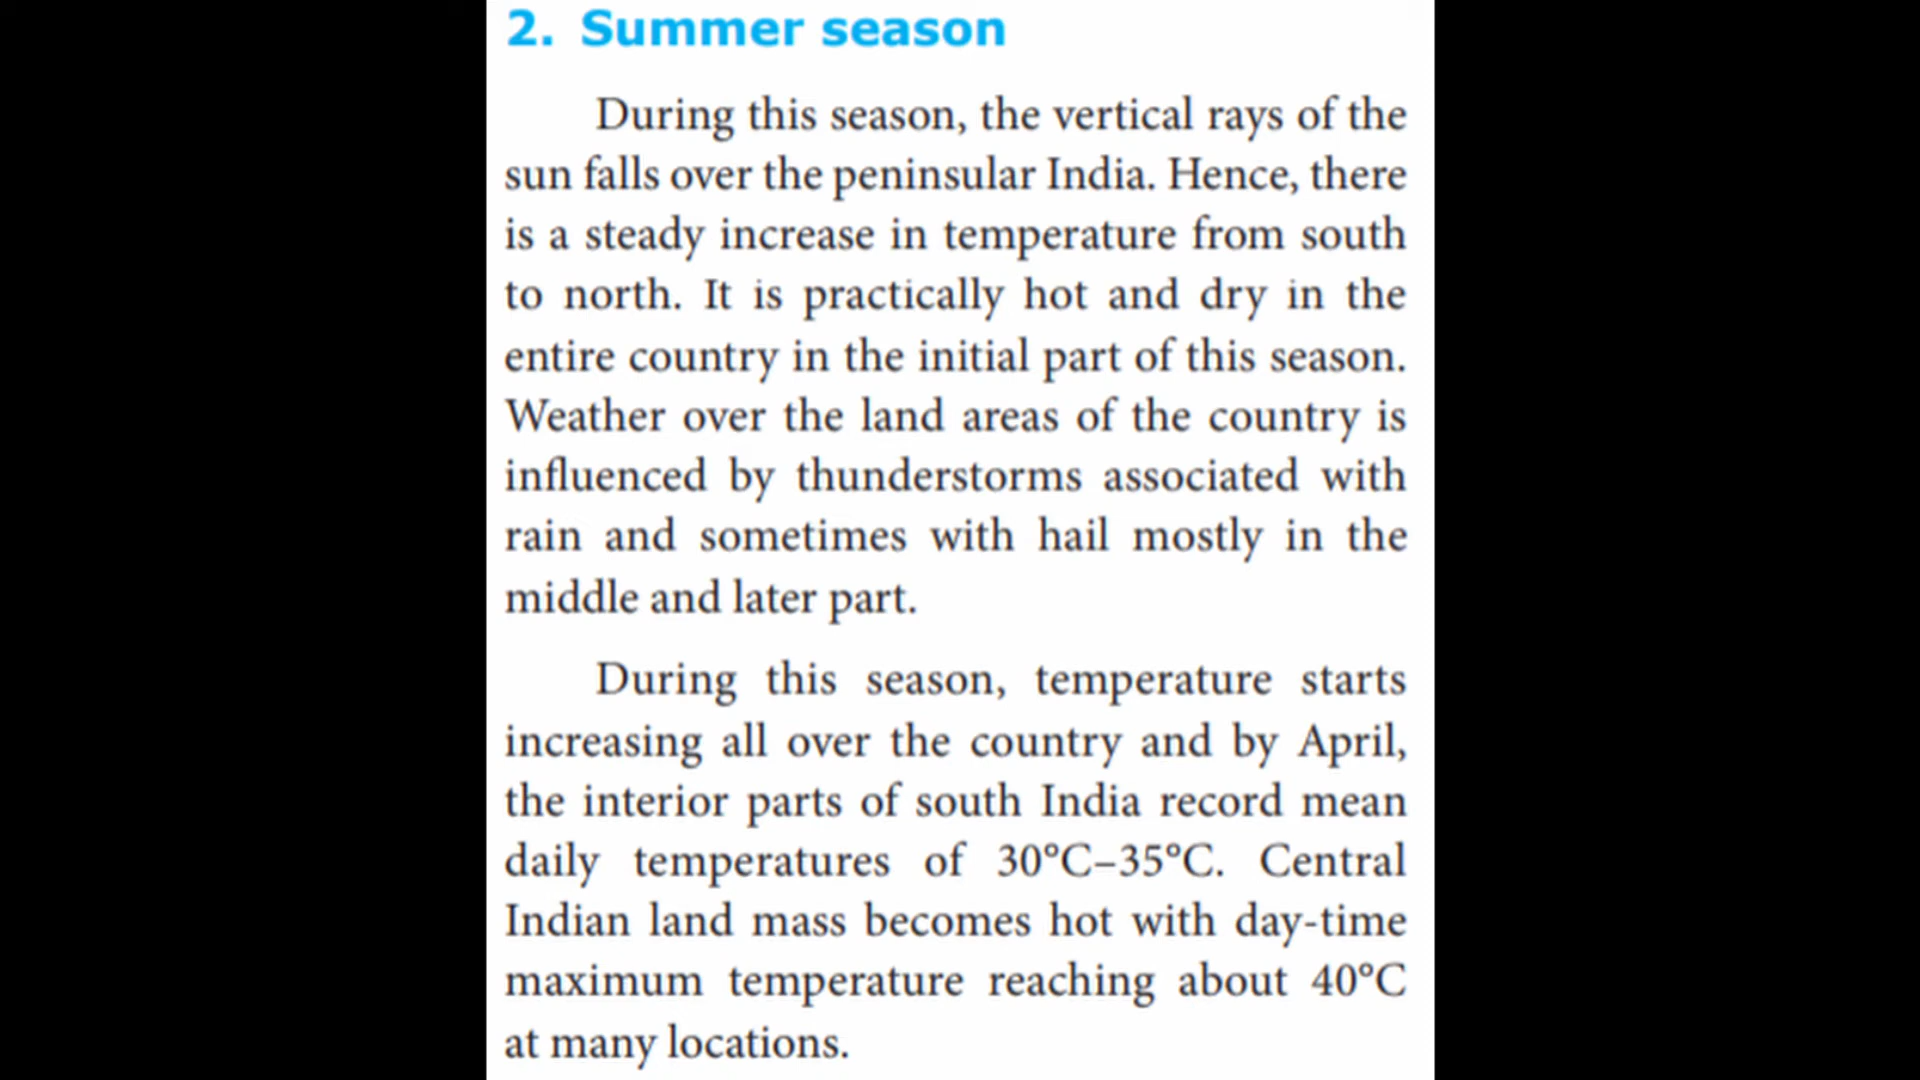 2. Summer season
During this season, the vertical rays of the
sun falls over the peninsular India. Hence, there
is a steady increase in temperature from south
to north. It is practically hot and dry in the
entire country in the initial part of this season.
Weather over the land areas of the country is
influenced by thunderstorms associated with
rain and sometimes with hail mostly in the
middle and later part.
During this season, temperature starts
increasing all over the country and by April,
the interior parts of south India record mean
daily temperatures of 30°C–35°C. Central
Indian land mass becomes hot with day-time
maximum temperature reaching about 40°C
at many locations.